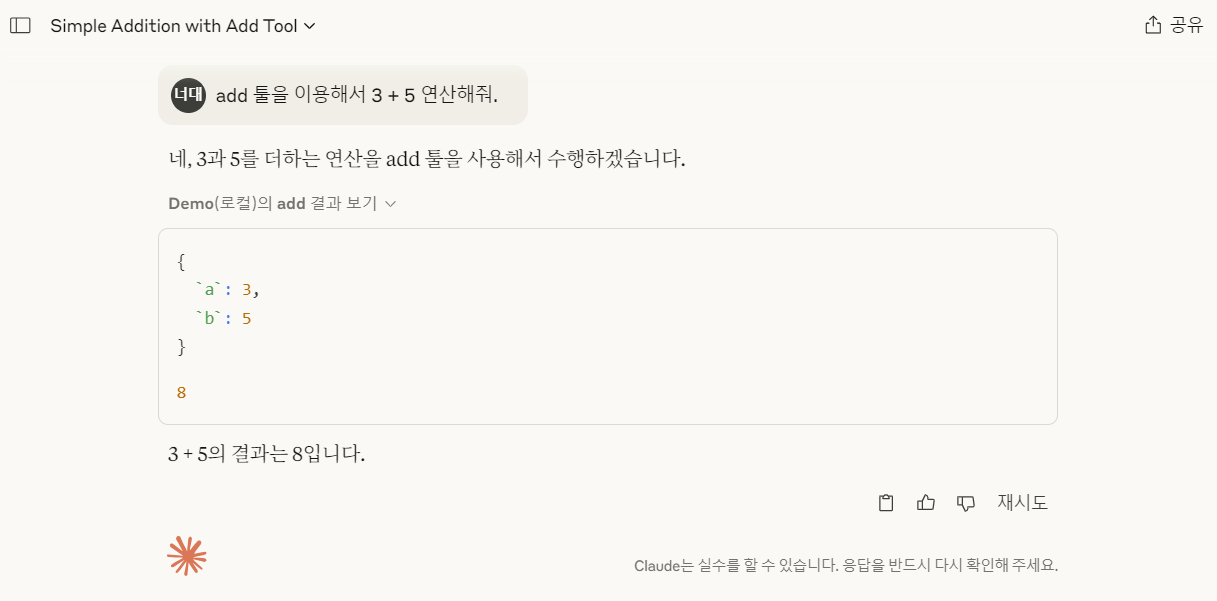 Simple Addition with Add Tool
공유
너대
add 툴을 이용해서 3 + 5 연산해줘.
네, 3과 5를 더하는 연산을 add 툴을 사용해서 수행하겠습니다.
Demo(로컬)의 add 결과 보기
{
`a`: 3,
`b`: 5
}
8
3 + 5의 결과는 8입니다.
재시도
Claude는 실수를 할 수 있습니다. 응답을 반드시 다시 확인해 주세요.